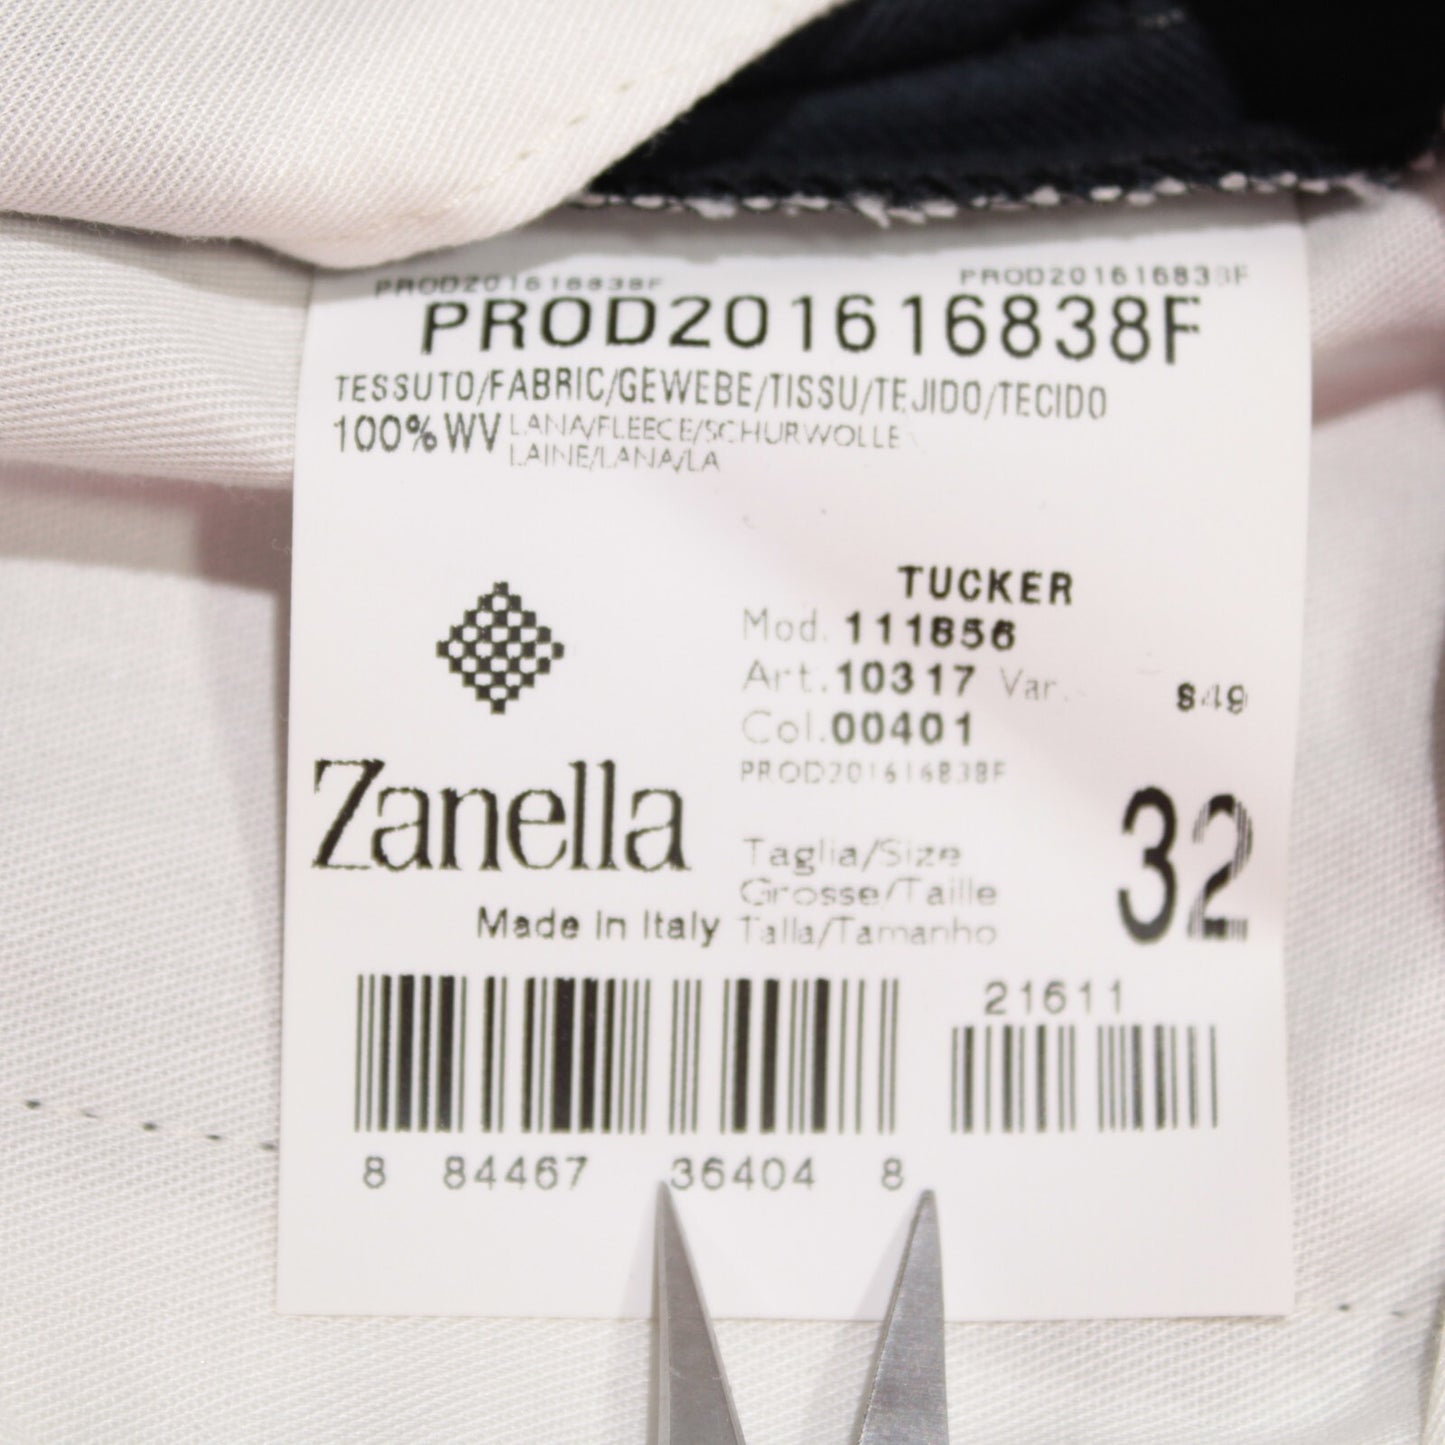 PROD201616838F PROD201616838F
PROD201616838F
TESSUTO/FABRIC/GEWEBE/TISSU/TEJIDO/TECIDO
100% WV LANA/FLEECE/SCHURWOLLE
LAINE/LANA/LA
TUCKER
Mod. 111856
Art. 10317 Var.
Col. 00401
PROD201616838F
Zanella
Made in Italy
Taglia/Size
Grosse/Taille
Talla/Tamanho
32
21611
8 84467 36404 8